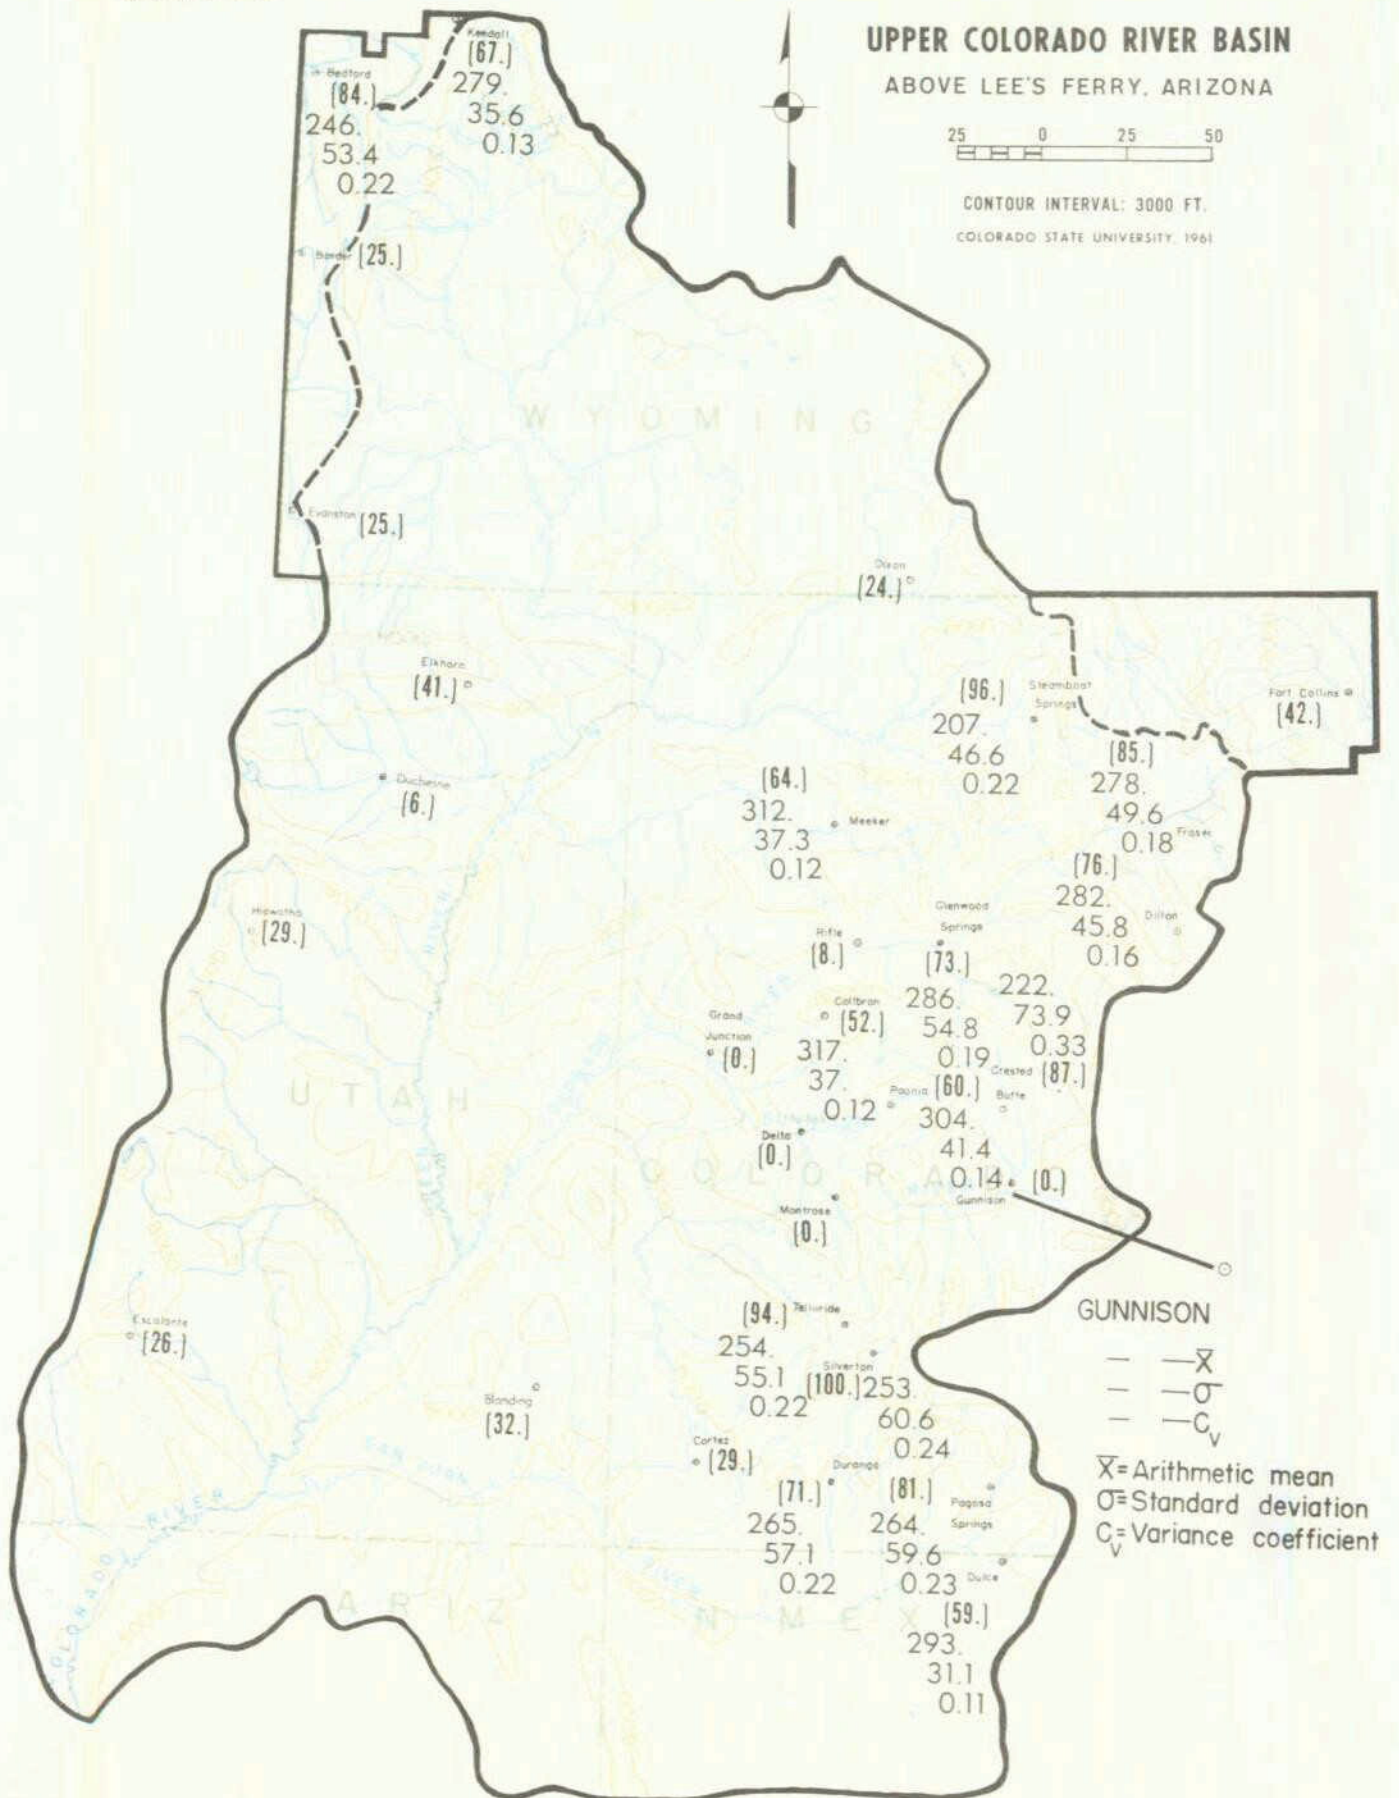 UPPER COLORADO RIVER BASIN
ABOVE LEE'S FERRY, ARIZONA
25 0 25 50
CONTOUR INTERVAL: 3000 FT.
COLORADO STATE UNIVERSITY, 1961
Kendall
(67.)
279.
35.6
0.13
Bedford
(84.)
246.
53.4
0.22
Border (25.)
WYOMING
Evanston (25.)
Dixon
(24.)
Elkhorn
(41.)
(96.)
Steamboat
Springs
207.
46.6
0.22
Fort Collins
(42.)
Duchesne
(6.)
(64.)
312.
Meeker
37.3
0.12
(85.)
278.
49.6
0.18 Fraser
(76.)
282.
45.8 Dillon
0.16
Hiawatha
(29.)
RIVER
Rifle
(8.)
Glenwood
Springs
(73.)
286.
54.8
0.19
222.
73.9
0.33
Crested (87.)
Butte
Grand
Junction
(0.)
Collbran
(52.)
317.
37.
0.12
Paonia (60.)
304.
41.4
0.14
UTAH
Delta
(0.)
COLORA
(0.)
Gunnison
Montrose
(0.)
Escalante
(26.)
(94.) Telluride
254.
55.1
0.22
Silverton
(100.) 253.
60.6
0.24
Blanding
(32.)
GUNNISON
— — X̄
— — σ
— — Cv
X̄=Arithmetic mean
σ=Standard deviation
Cv=Variance coefficient
Cortez
(29.)
Durango
(71.)
265.
57.1
0.22
(81.)
Pagosa
Springs
264.
59.6
0.23 Dulce
(59.)
293.
31.1
0.11
SAN JUAN
RIVER
COLORADO RIVER
ARIZ
N MEX